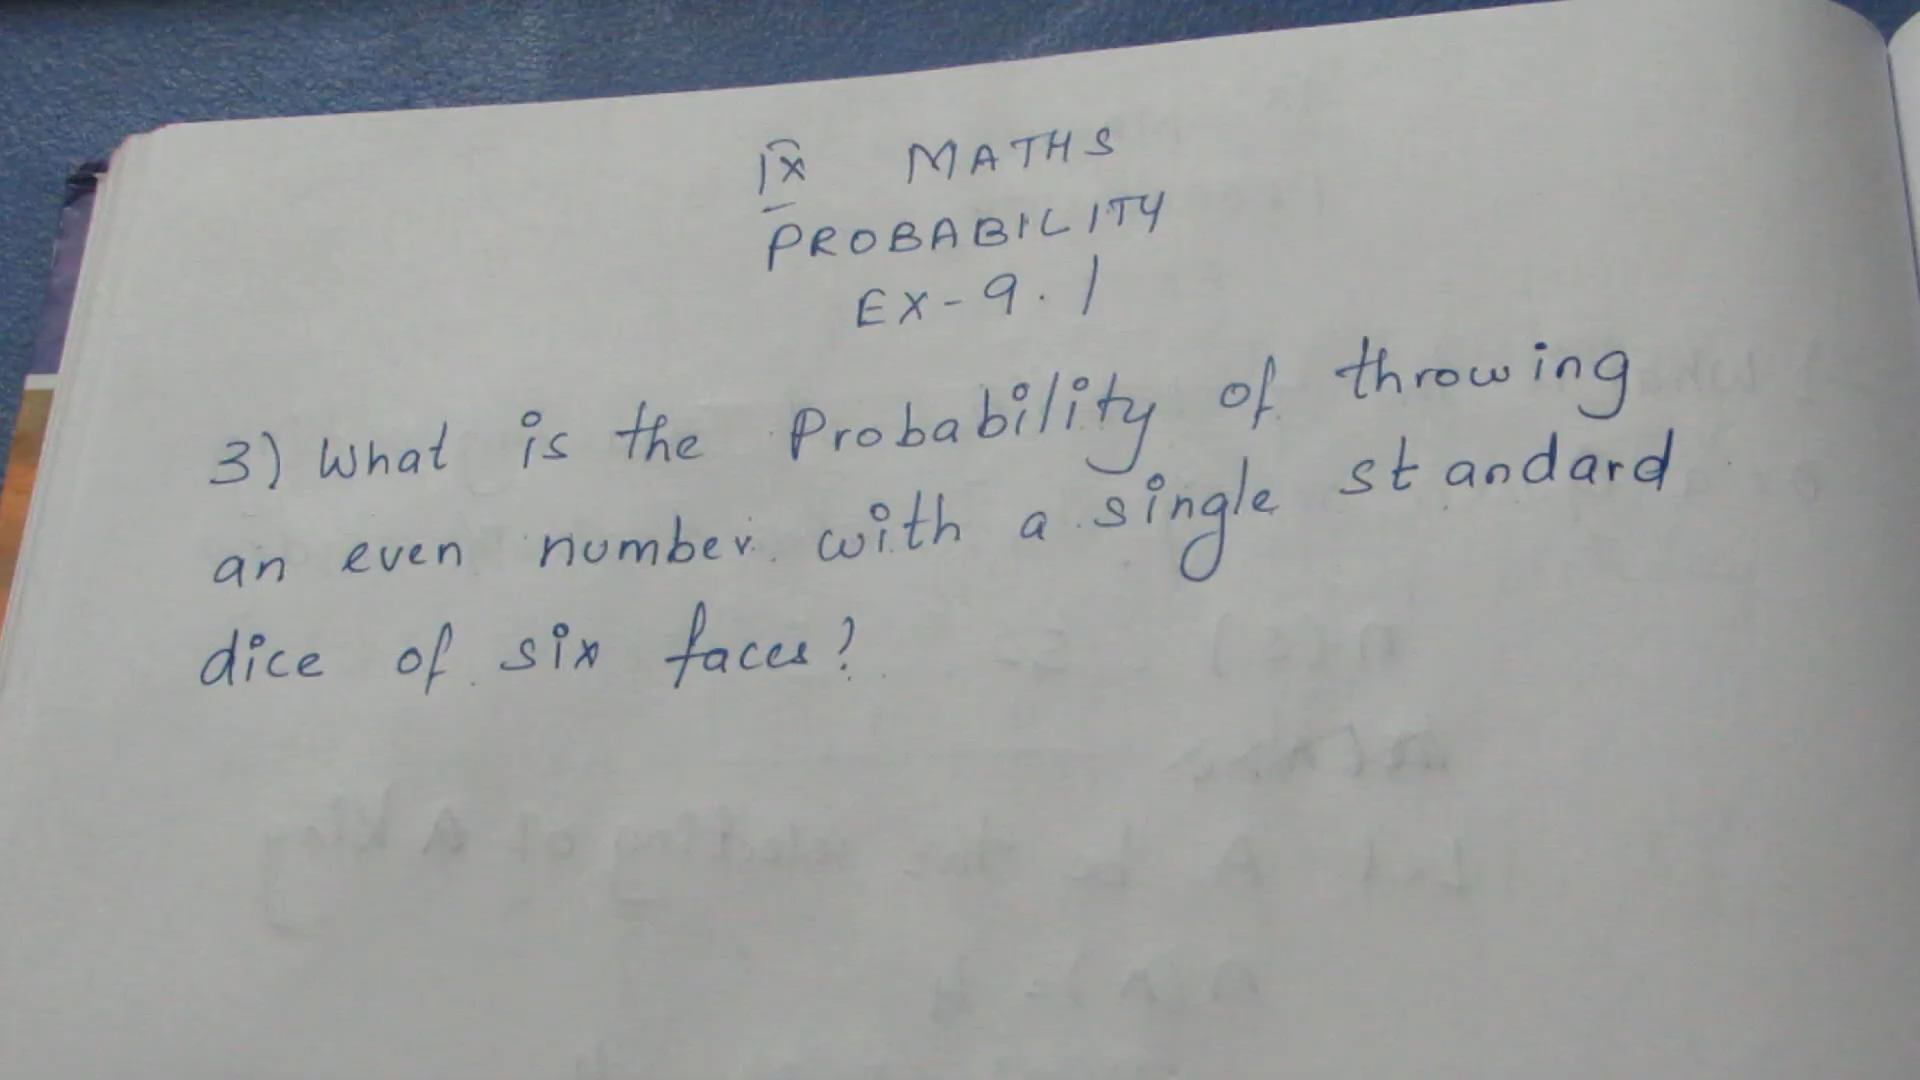 IX MATHS
PROBABILITY
EX-9.1
3) What is the Probability of throwing
an even number with a single standard
dice of six faces?